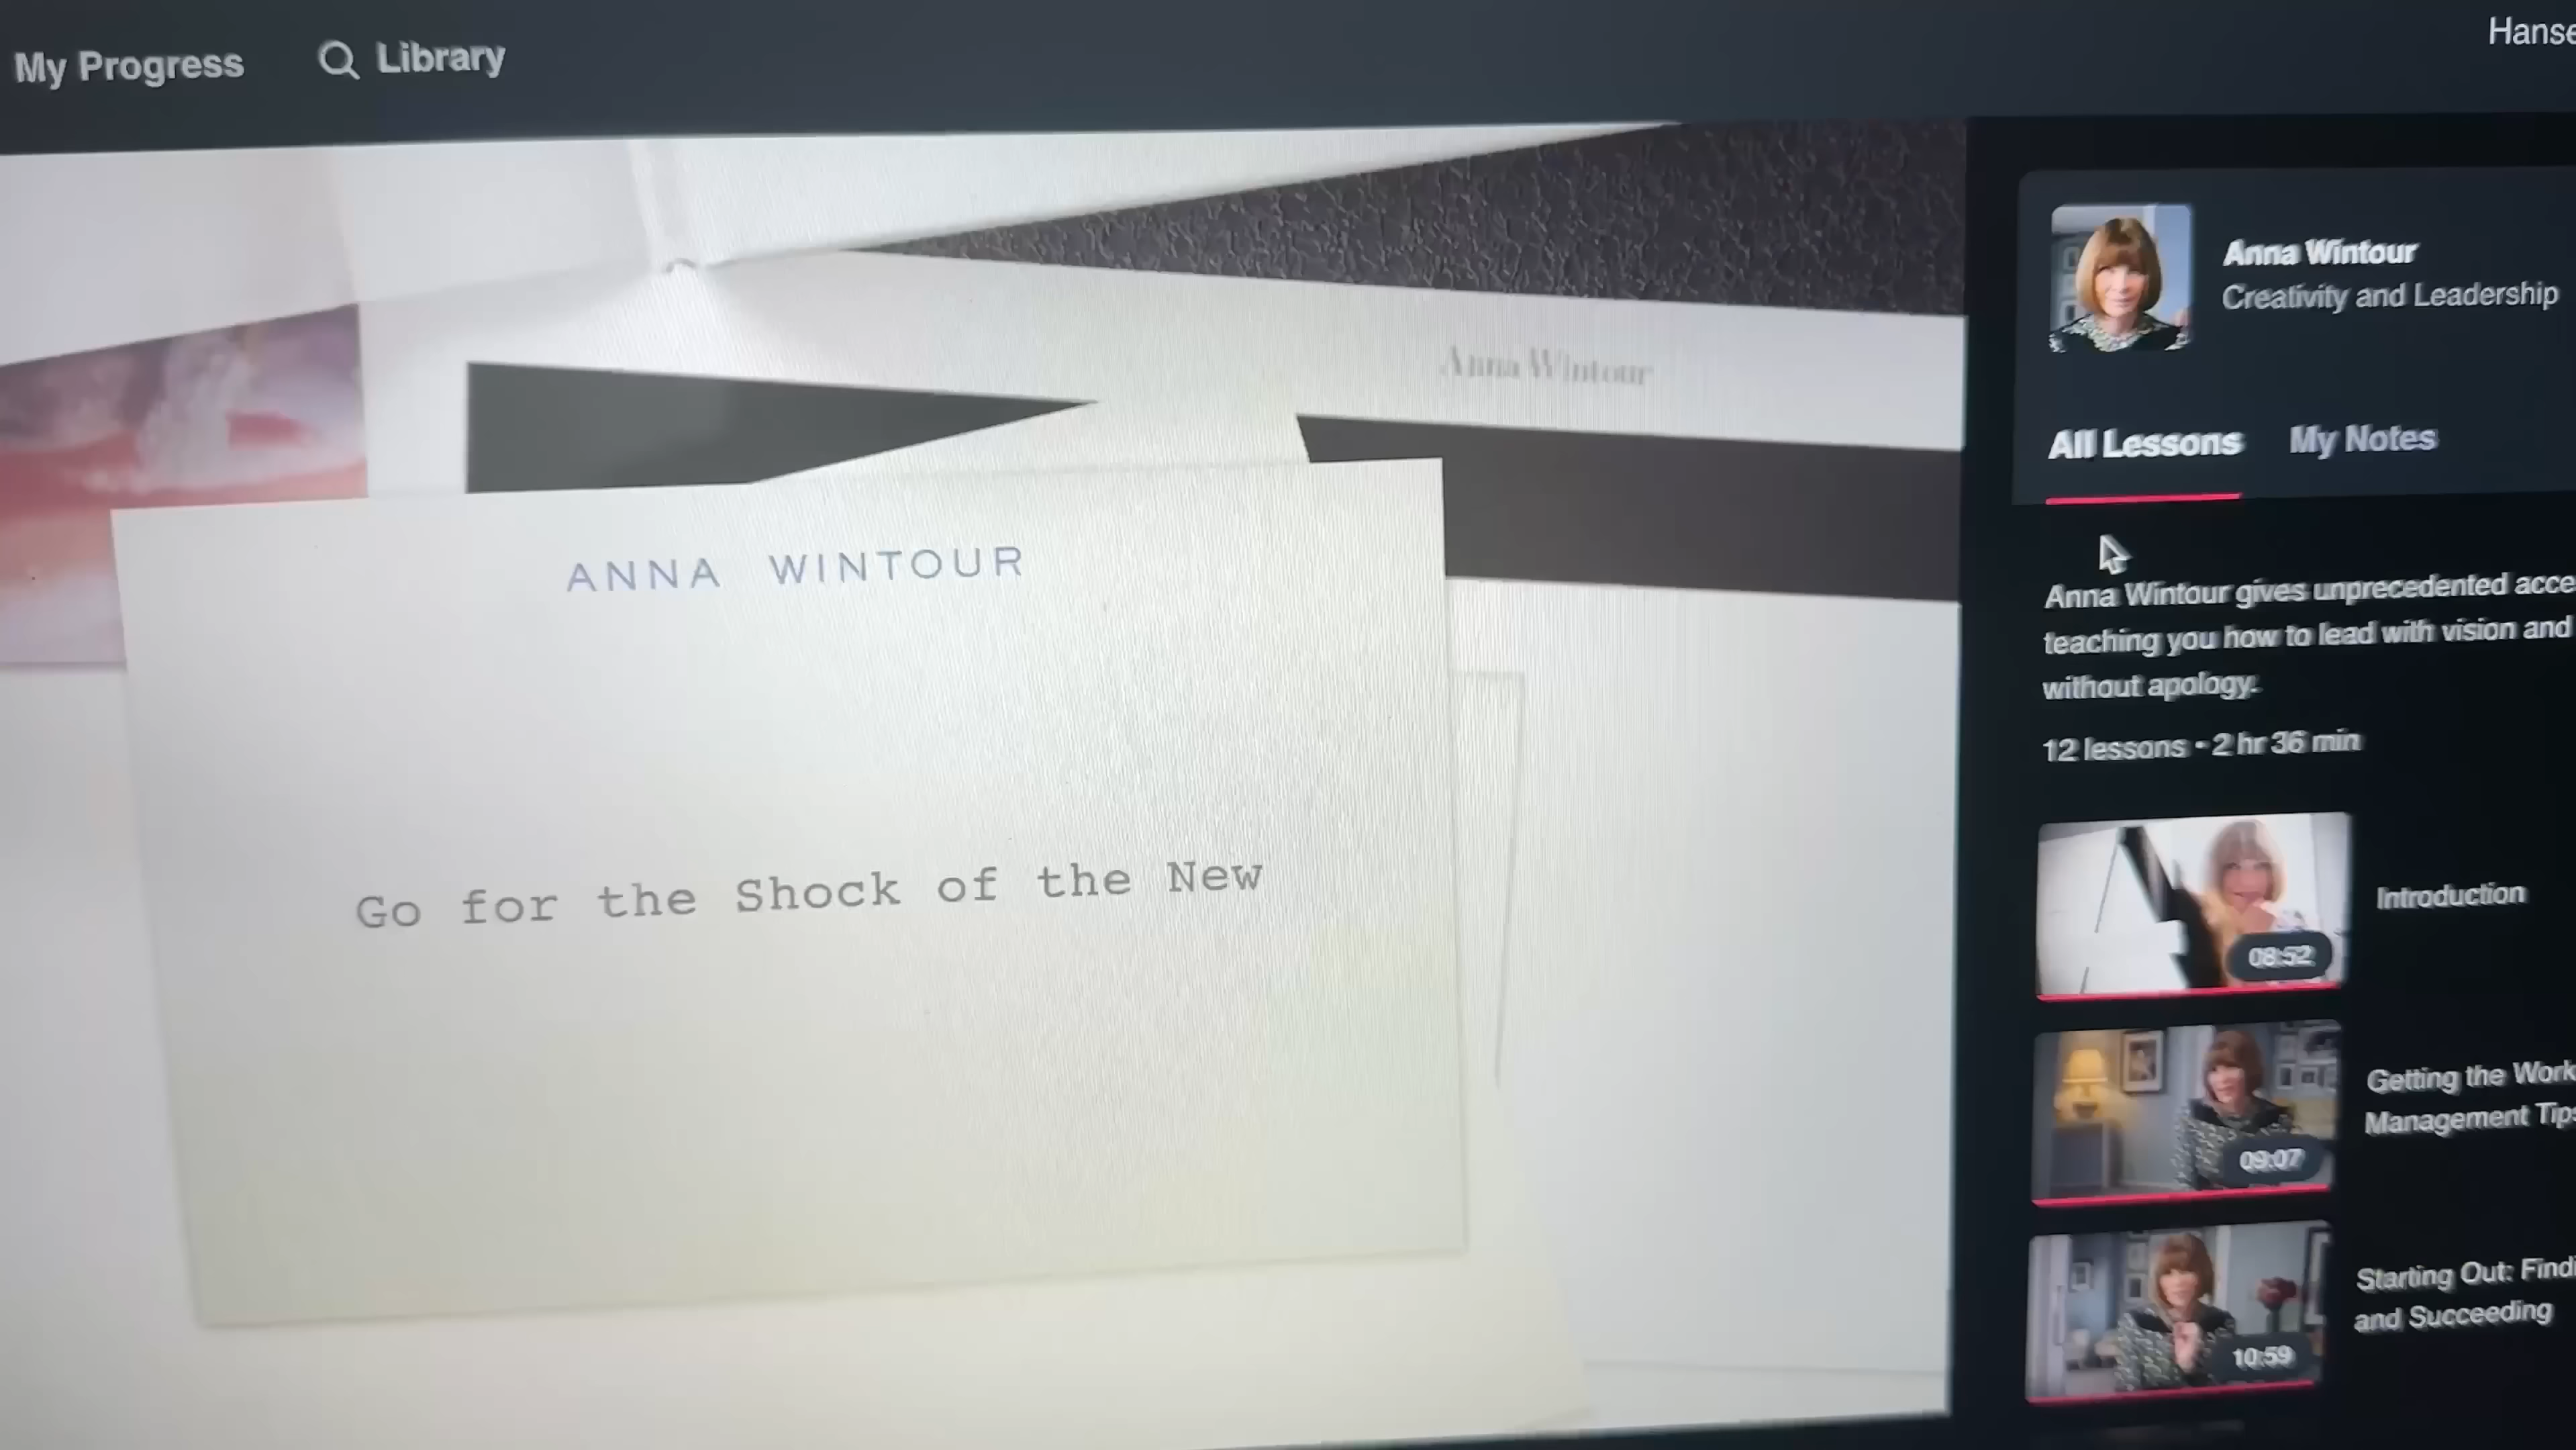 My Progress
Library
Hanse
Anna Wintour
ANNA WINTOUR
Go for the Shock of the New
Anna Wintour
Creativity and Leadership
All Lessons
My Notes
Anna Wintour gives unprecedented acce
teaching you how to lead with vision and
without apology.
12 lessons • 2 hr 36 min
08:52
Introduction
09:07
Getting the Work
Management Tips
10:59
Starting Out: Findi
and Succeeding